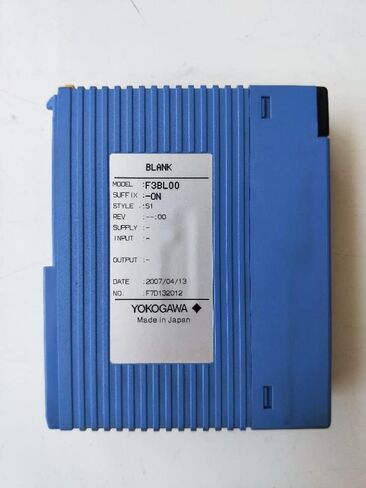 BLANK
MODEL :F3BL00
SUFFIX :-0N
STYLE :S1
REV :--:00
SUPPLY :-
INPUT :-
OUTPUT :-
DATE :2007/04/13
NO. :F7D132012
YOKOGAWA
Made in Japan